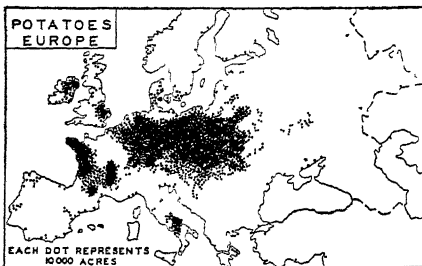 POTATOES
EUROPE
EACH DOT REPRESENTS
10000 ACRES